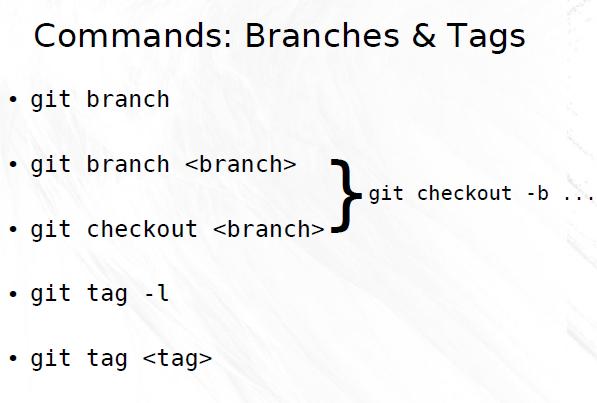 Commands: Branches & Tags
• git branch
• git branch <branch>
} git checkout -b ...
• git checkout <branch>
• git tag -l
• git tag <tag>